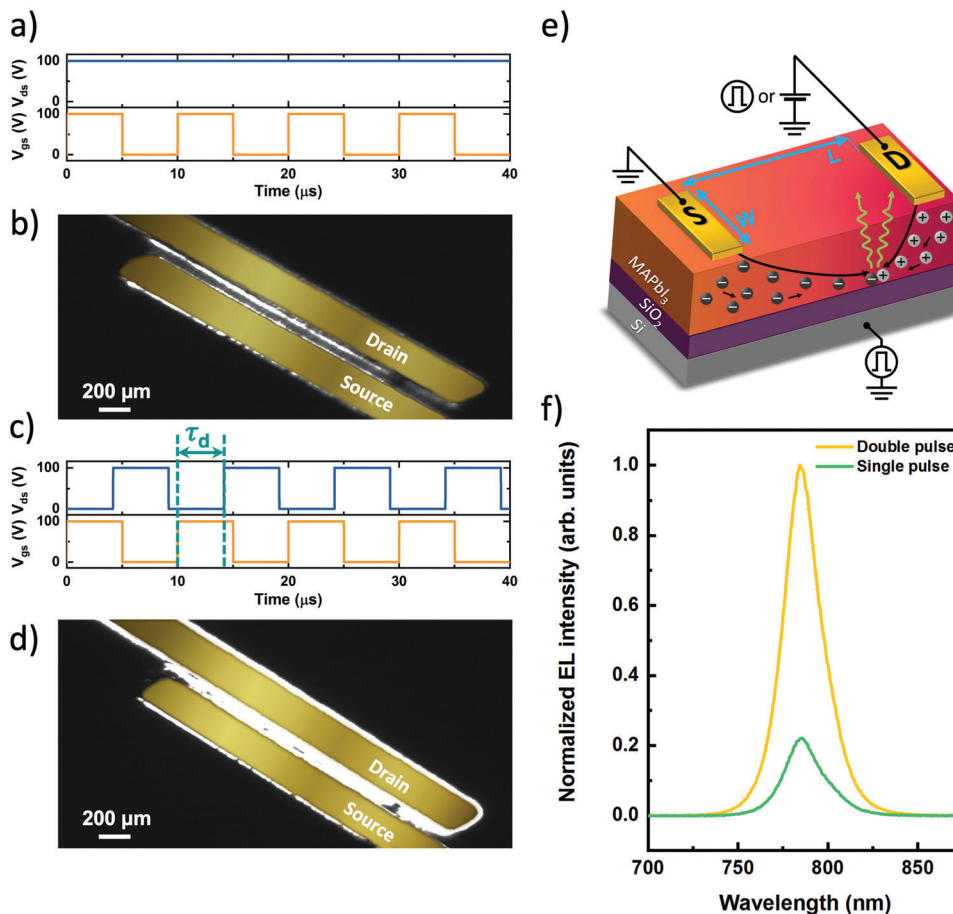 a)
100
0
V_ds (V)
100
0
V_gs (V)
0 10 20 30 40
Time (μs)
b)
Drain
Source
200 μm
c)
τ_d
100
0
V_ds (V)
100
0
V_gs (V)
0 10 20 30 40
Time (μs)
d)
Drain
Source
200 μm
e)
or
L
D
W
S
MAPbI₃
SiO₂
Si
f)
Double pulse
Single pulse
1.0
0.8
0.6
0.4
0.2
0.0
Normalized EL intensity (arb. units)
700 750 800 850
Wavelength (nm)